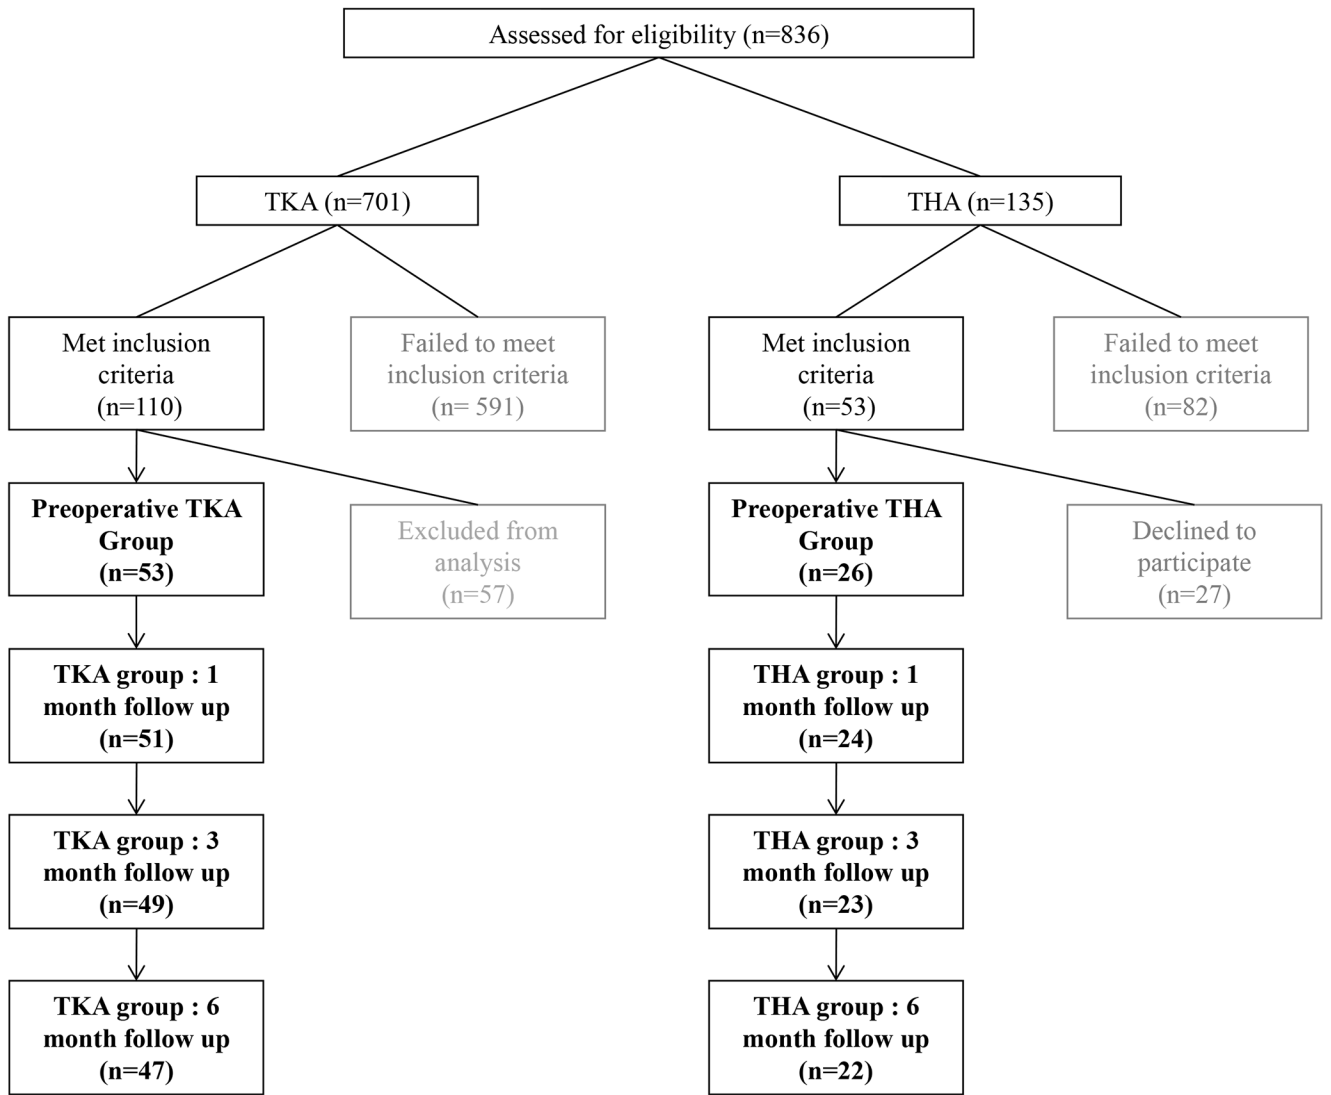 Assessed for eligibility (n=836)
TKA (n=701)
THA (n=135)
Met inclusion
criteria
(n=110)
Failed to meet
inclusion criteria
(n= 591)
Met inclusion
criteria
(n=53)
Failed to meet
inclusion criteria
(n=82)
Preoperative TKA
Group
(n=53)
Excluded from
analysis
(n=57)
Preoperative THA
Group
(n=26)
Declined to
participate
(n=27)
TKA group : 1
month follow up
(n=51)
THA group : 1
month follow up
(n=24)
TKA group : 3
month follow up
(n=49)
THA group : 3
month follow up
(n=23)
TKA group : 6
month follow up
(n=47)
THA group : 6
month follow up
(n=22)